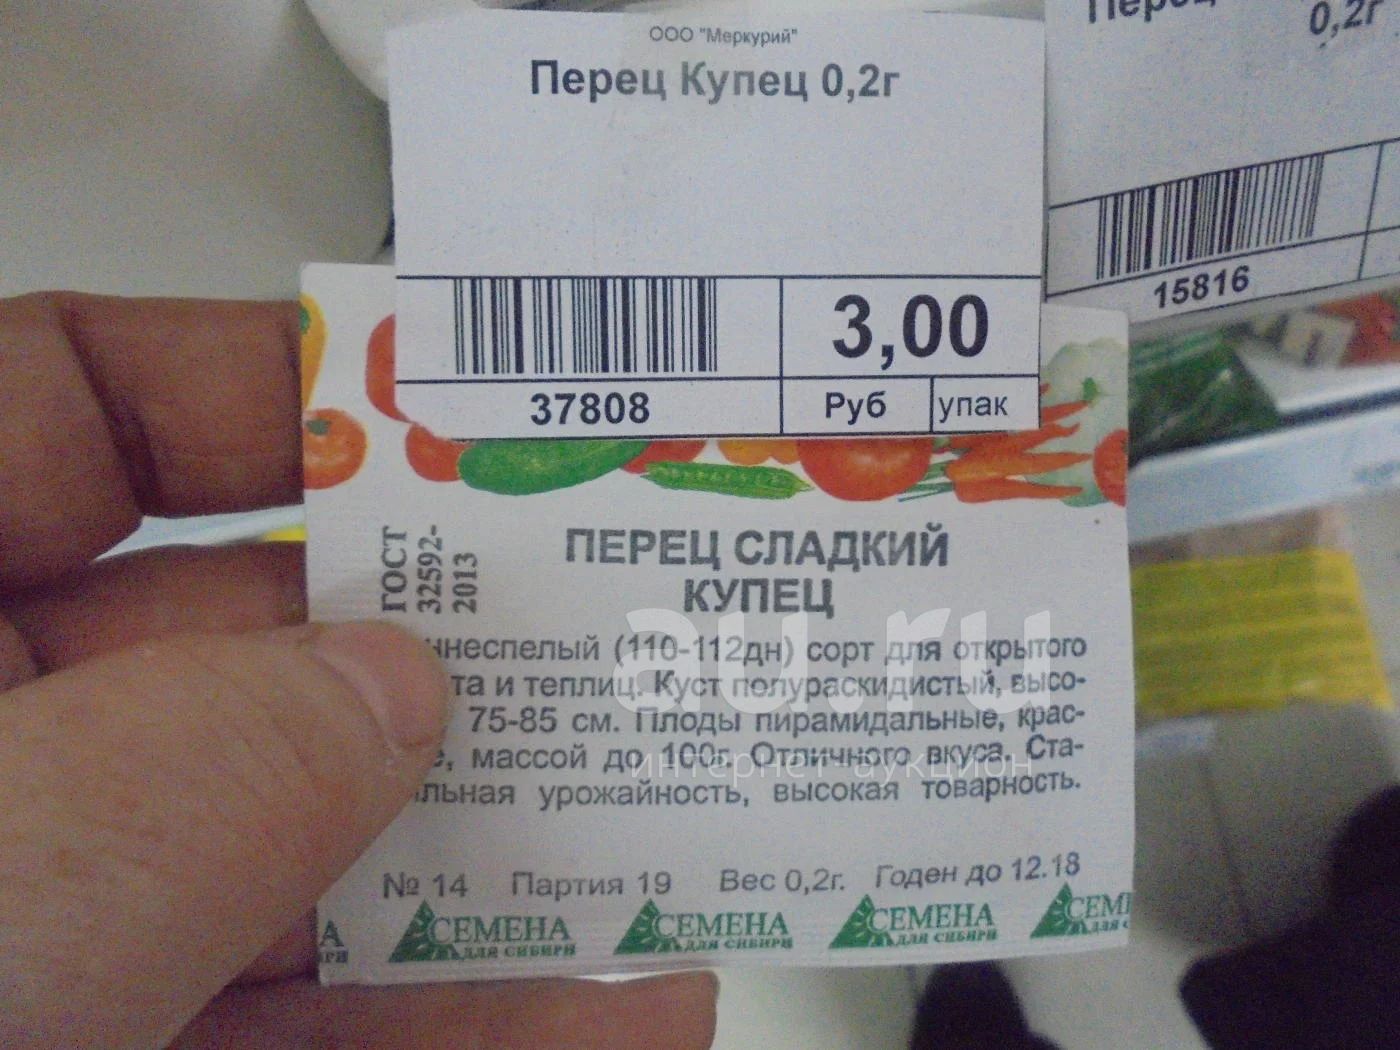 ООО "Меркурий"
Перец Купец 0,2г
3,00
37808
Руб
упак
0,2г
15816
ГОСТ
32592-
2013
ПЕРЕЦ СЛАДКИЙ
КУПЕЦ
(110-112дн) сорт для открытого
и теплиц. Куст полураскидистый, высо-
75-85 см. Плоды пирамидальные, крас-
массой до 100г. Отличного вкуса. Ста-
урожайность, высокая товарность.
№ 14 Партия 19 Вес 0,2г. Годен до 12.18
СЕМЕНА
ДЛЯ СИБИРИ
СЕМЕНА
ДЛЯ СИБИРИ
СЕМЕНА
ДЛЯ СИБИРИ
au.ru
интернет-аукцион